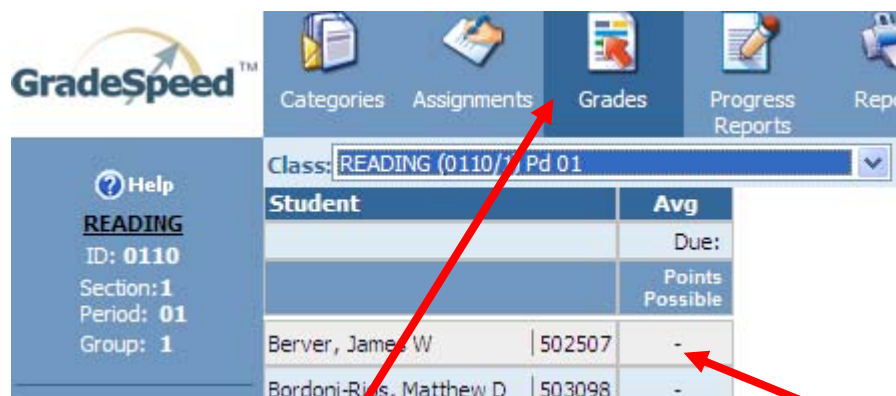 GradeSpeed™
Categories Assignments Grades Progress Reports
Class: READING (0110/1) Pd 01
Help
READING
ID: 0110
Section:1
Period: 01
Group: 1
Student Avg
Due:
Points
Possible
Berver, James W 502507 -
Matthew D 503098 -